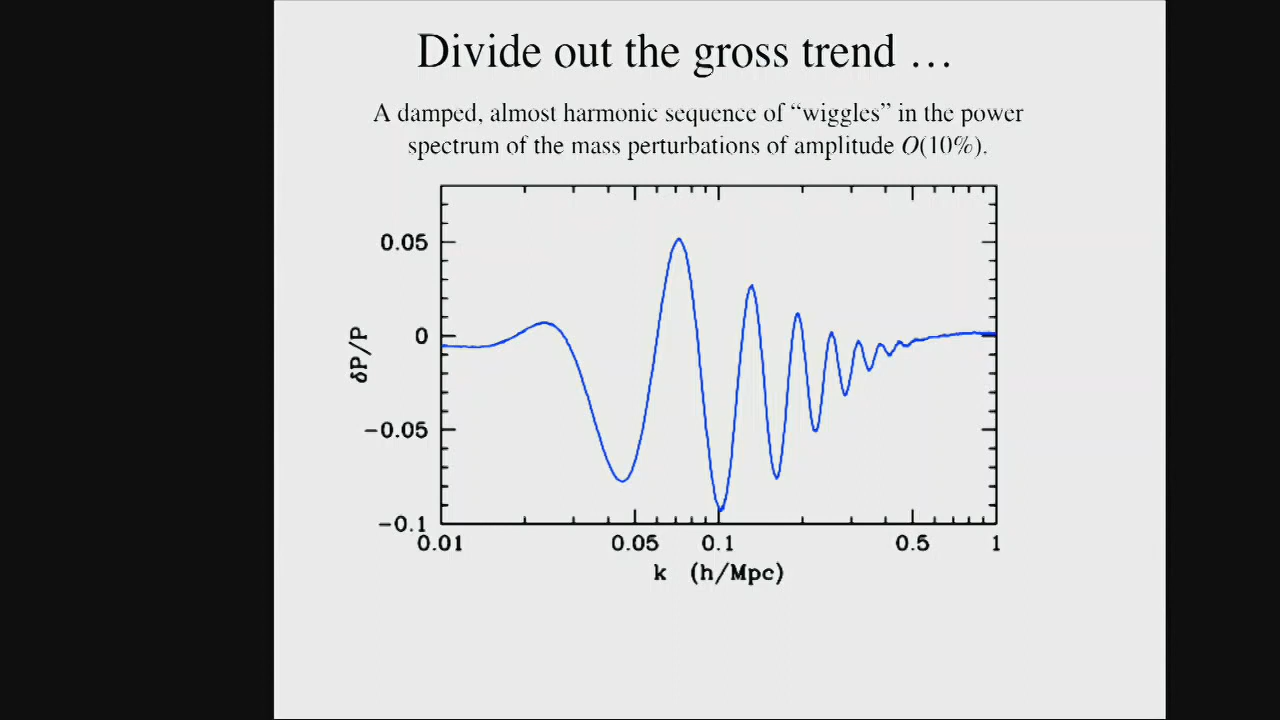 Divide out the gross trend …
A damped, almost harmonic sequence of “wiggles” in the power
spectrum of the mass perturbations of amplitude O(10%).
0.05
0
−0.05
−0.1
δP/P
0.01 0.05 0.1 0.5 1
k (h/Mpc)